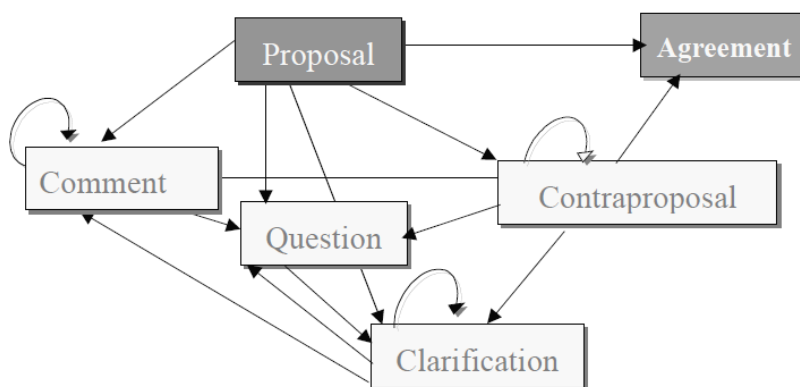 Proposal
Agreement
Comment
Contraproposal
Question
Clarification